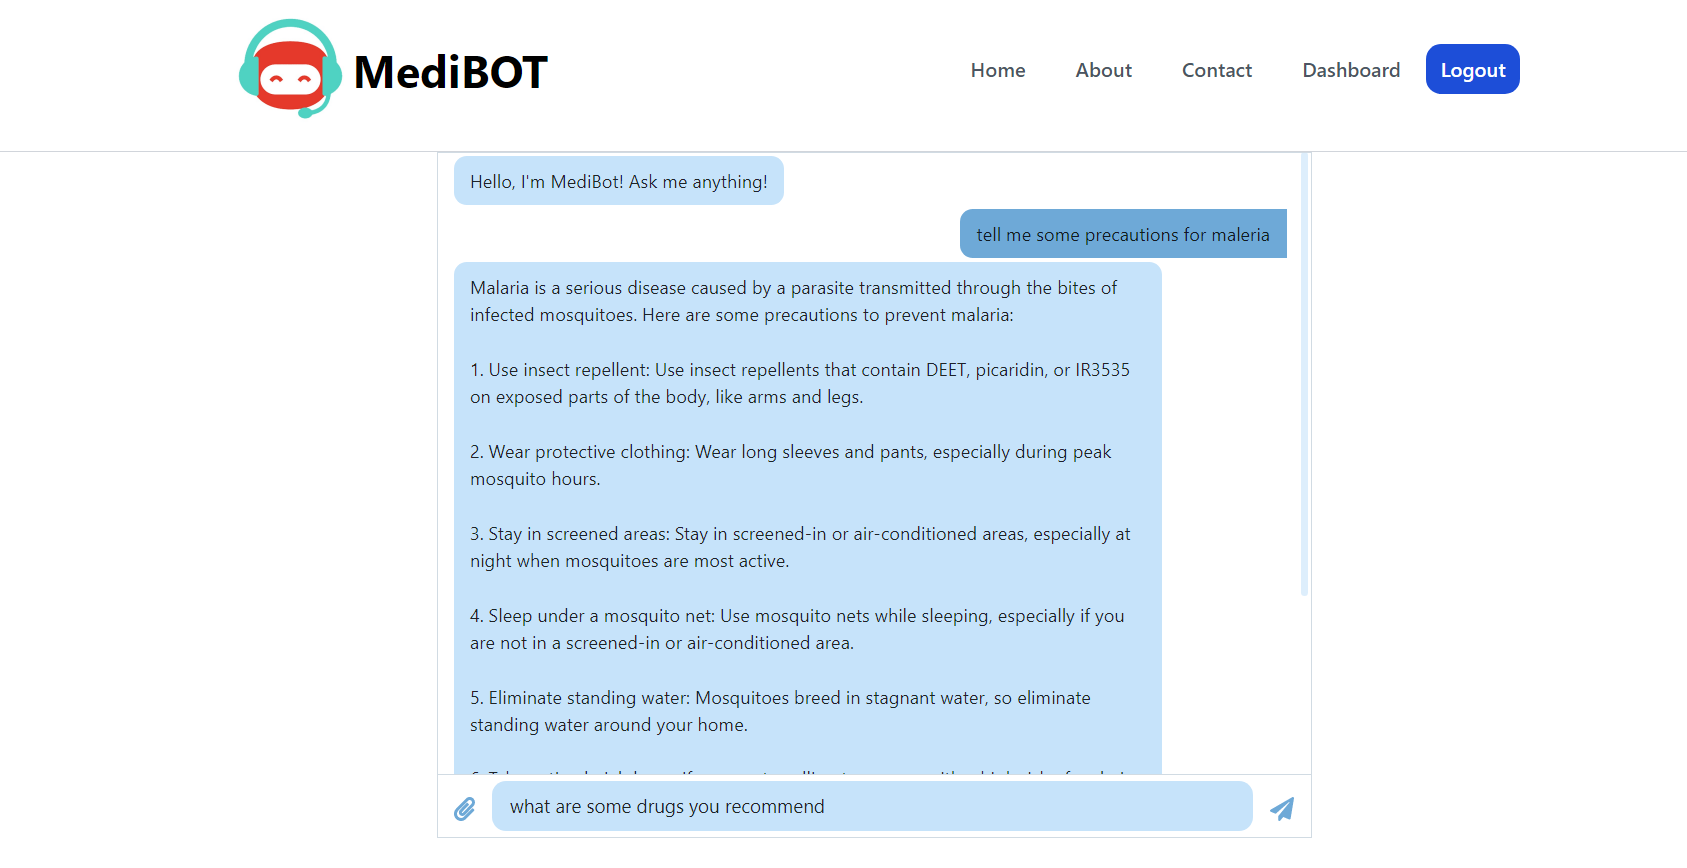 MediBOT
Home
About
Contact
Dashboard
Logout
Hello, I'm MediBot! Ask me anything!
tell me some precautions for maleria
Malaria is a serious disease caused by a parasite transmitted through the bites of
infected mosquitoes. Here are some precautions to prevent malaria:
1. Use insect repellent: Use insect repellents that contain DEET, picaridin, or IR3535
on exposed parts of the body, like arms and legs.
2. Wear protective clothing: Wear long sleeves and pants, especially during peak
mosquito hours.
3. Stay in screened areas: Stay in screened-in or air-conditioned areas, especially at
night when mosquitoes are most active.
4. Sleep under a mosquito net: Use mosquito nets while sleeping, especially if you
are not in a screened-in or air-conditioned area.
5. Eliminate standing water: Mosquitoes breed in stagnant water, so eliminate
standing water around your home.
what are some drugs you recommend